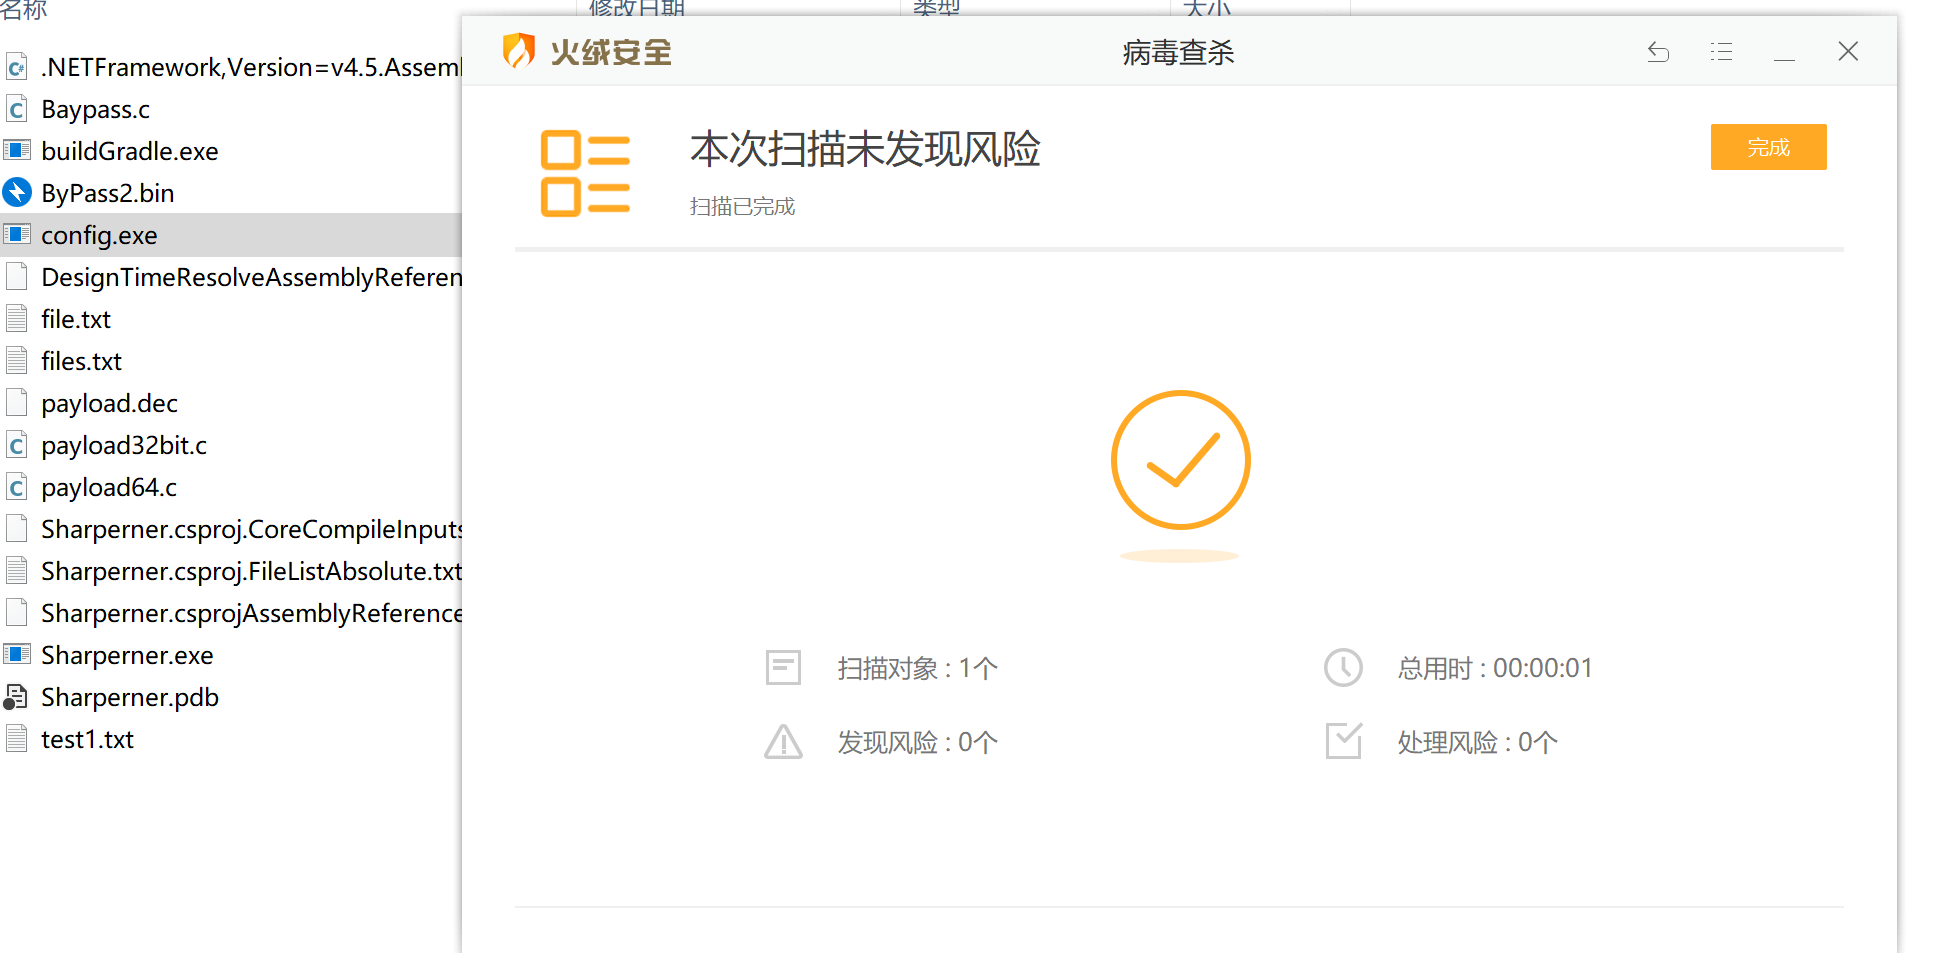 名称 修改日期 类型 大小
.NETFramework,Version=v4.5.Assem
Baypass.c
buildGradle.exe
ByPass2.bin
config.exe
DesignTimeResolveAssemblyReferen
file.txt
files.txt
payload.dec
payload32bit.c
payload64.c
Sharperner.csproj.CoreCompileInputs
Sharperner.csproj.FileListAbsolute.txt
Sharperner.csprojAssemblyReference
Sharperner.exe
Sharperner.pdb
test1.txt
火绒安全
病毒查杀
本次扫描未发现风险
完成
扫描已完成
扫描对象 : 1个
总用时 : 00:00:01
发现风险 : 0个
处理风险 : 0个